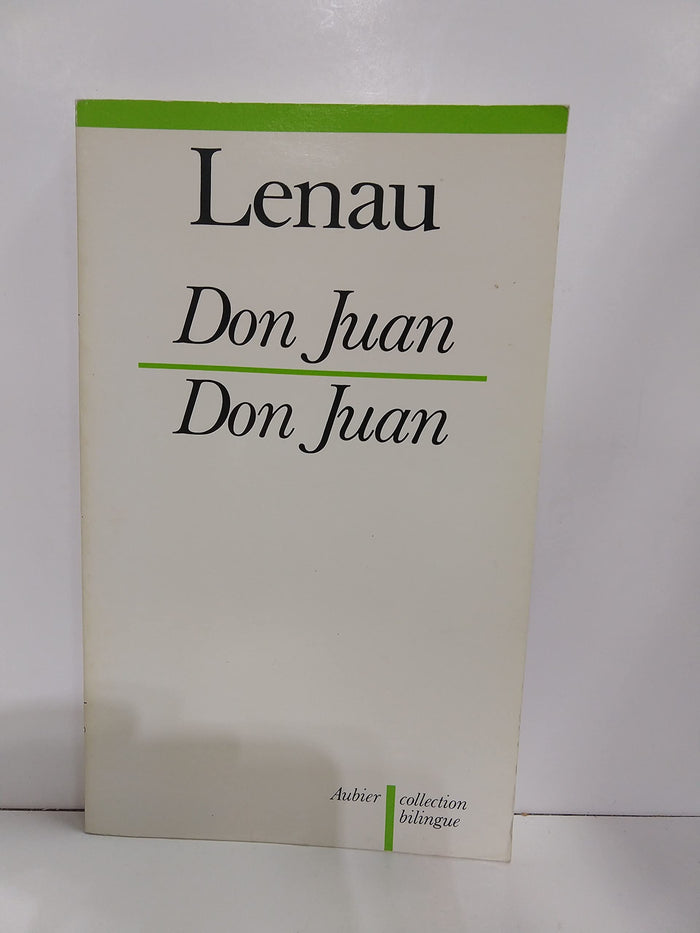 Lenau
Don Juan
Don Juan
Aubier
collection
bilingue